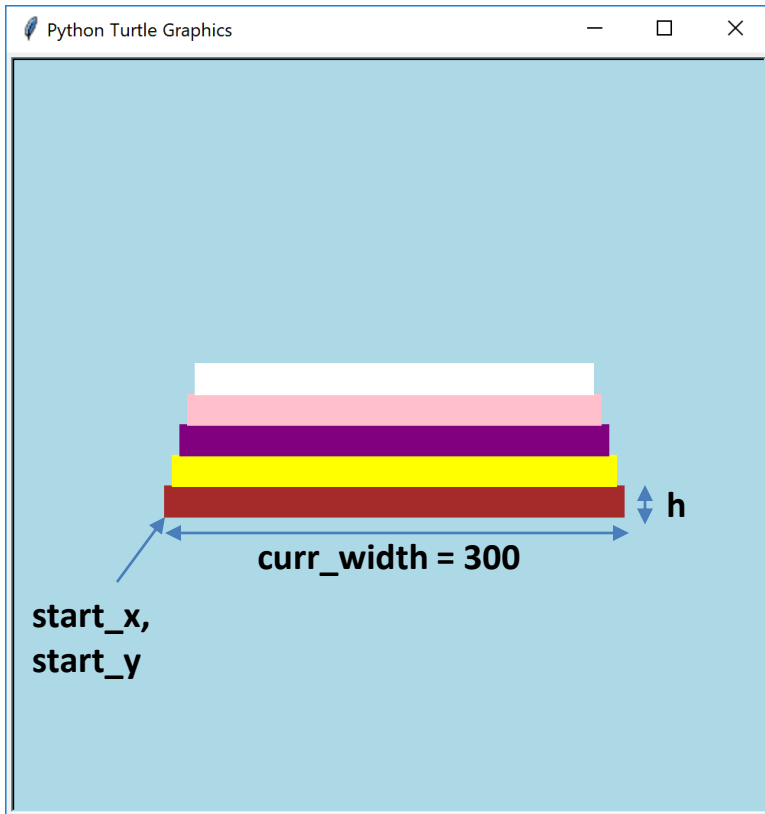 Python Turtle Graphics
h
curr_width = 300
start_x,
start_y